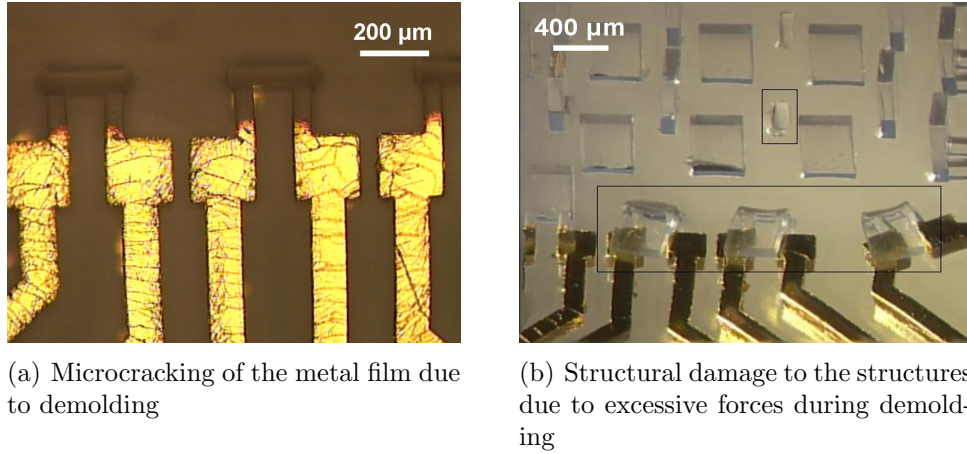 200 µm
400 µm
(a) Microcracking of the metal film due
to demolding
(b) Structural damage to the structures
due to excessive forces during demold-
ing